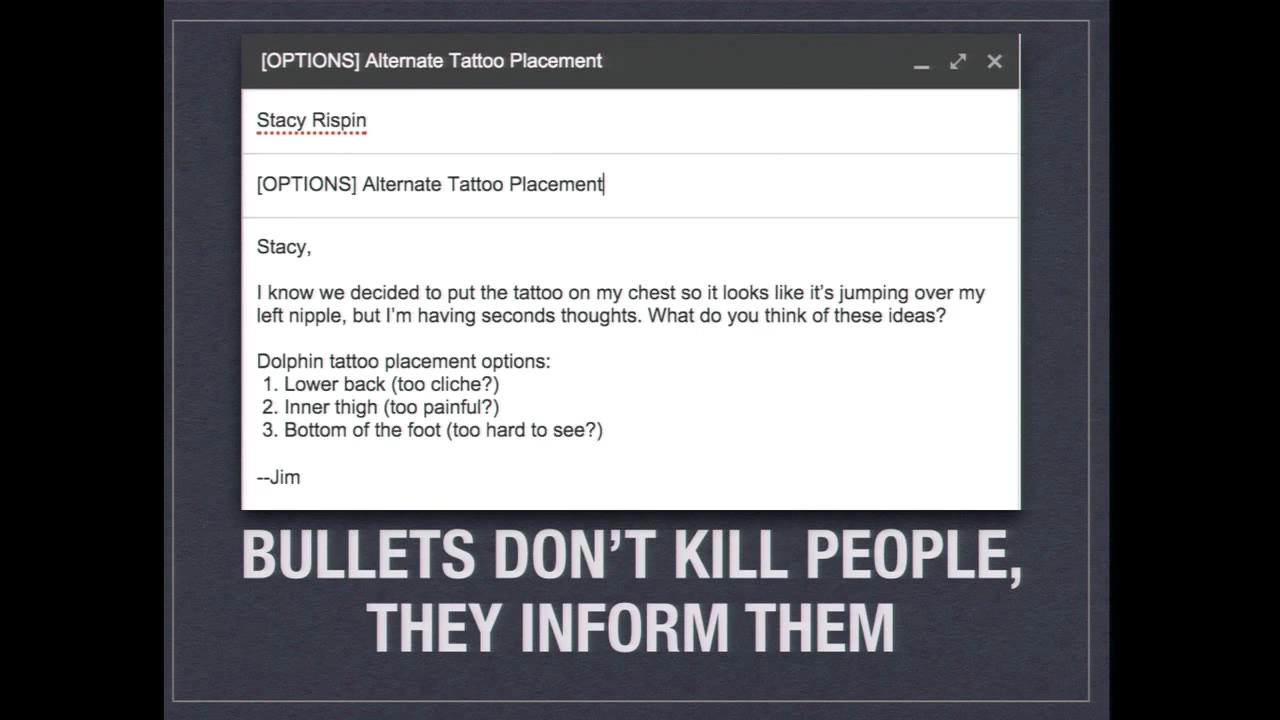 [OPTIONS] Alternate Tattoo Placement
Stacy Rispin
[OPTIONS] Alternate Tattoo Placement
Stacy,
I know we decided to put the tattoo on my chest so it looks like it's jumping over my
left nipple, but I'm having seconds thoughts. What do you think of these ideas?
Dolphin tattoo placement options:
1. Lower back (too cliche?)
2. Inner thigh (too painful?)
3. Bottom of the foot (too hard to see?)
--Jim
BULLETS DON'T KILL PEOPLE,
THEY INFORM THEM